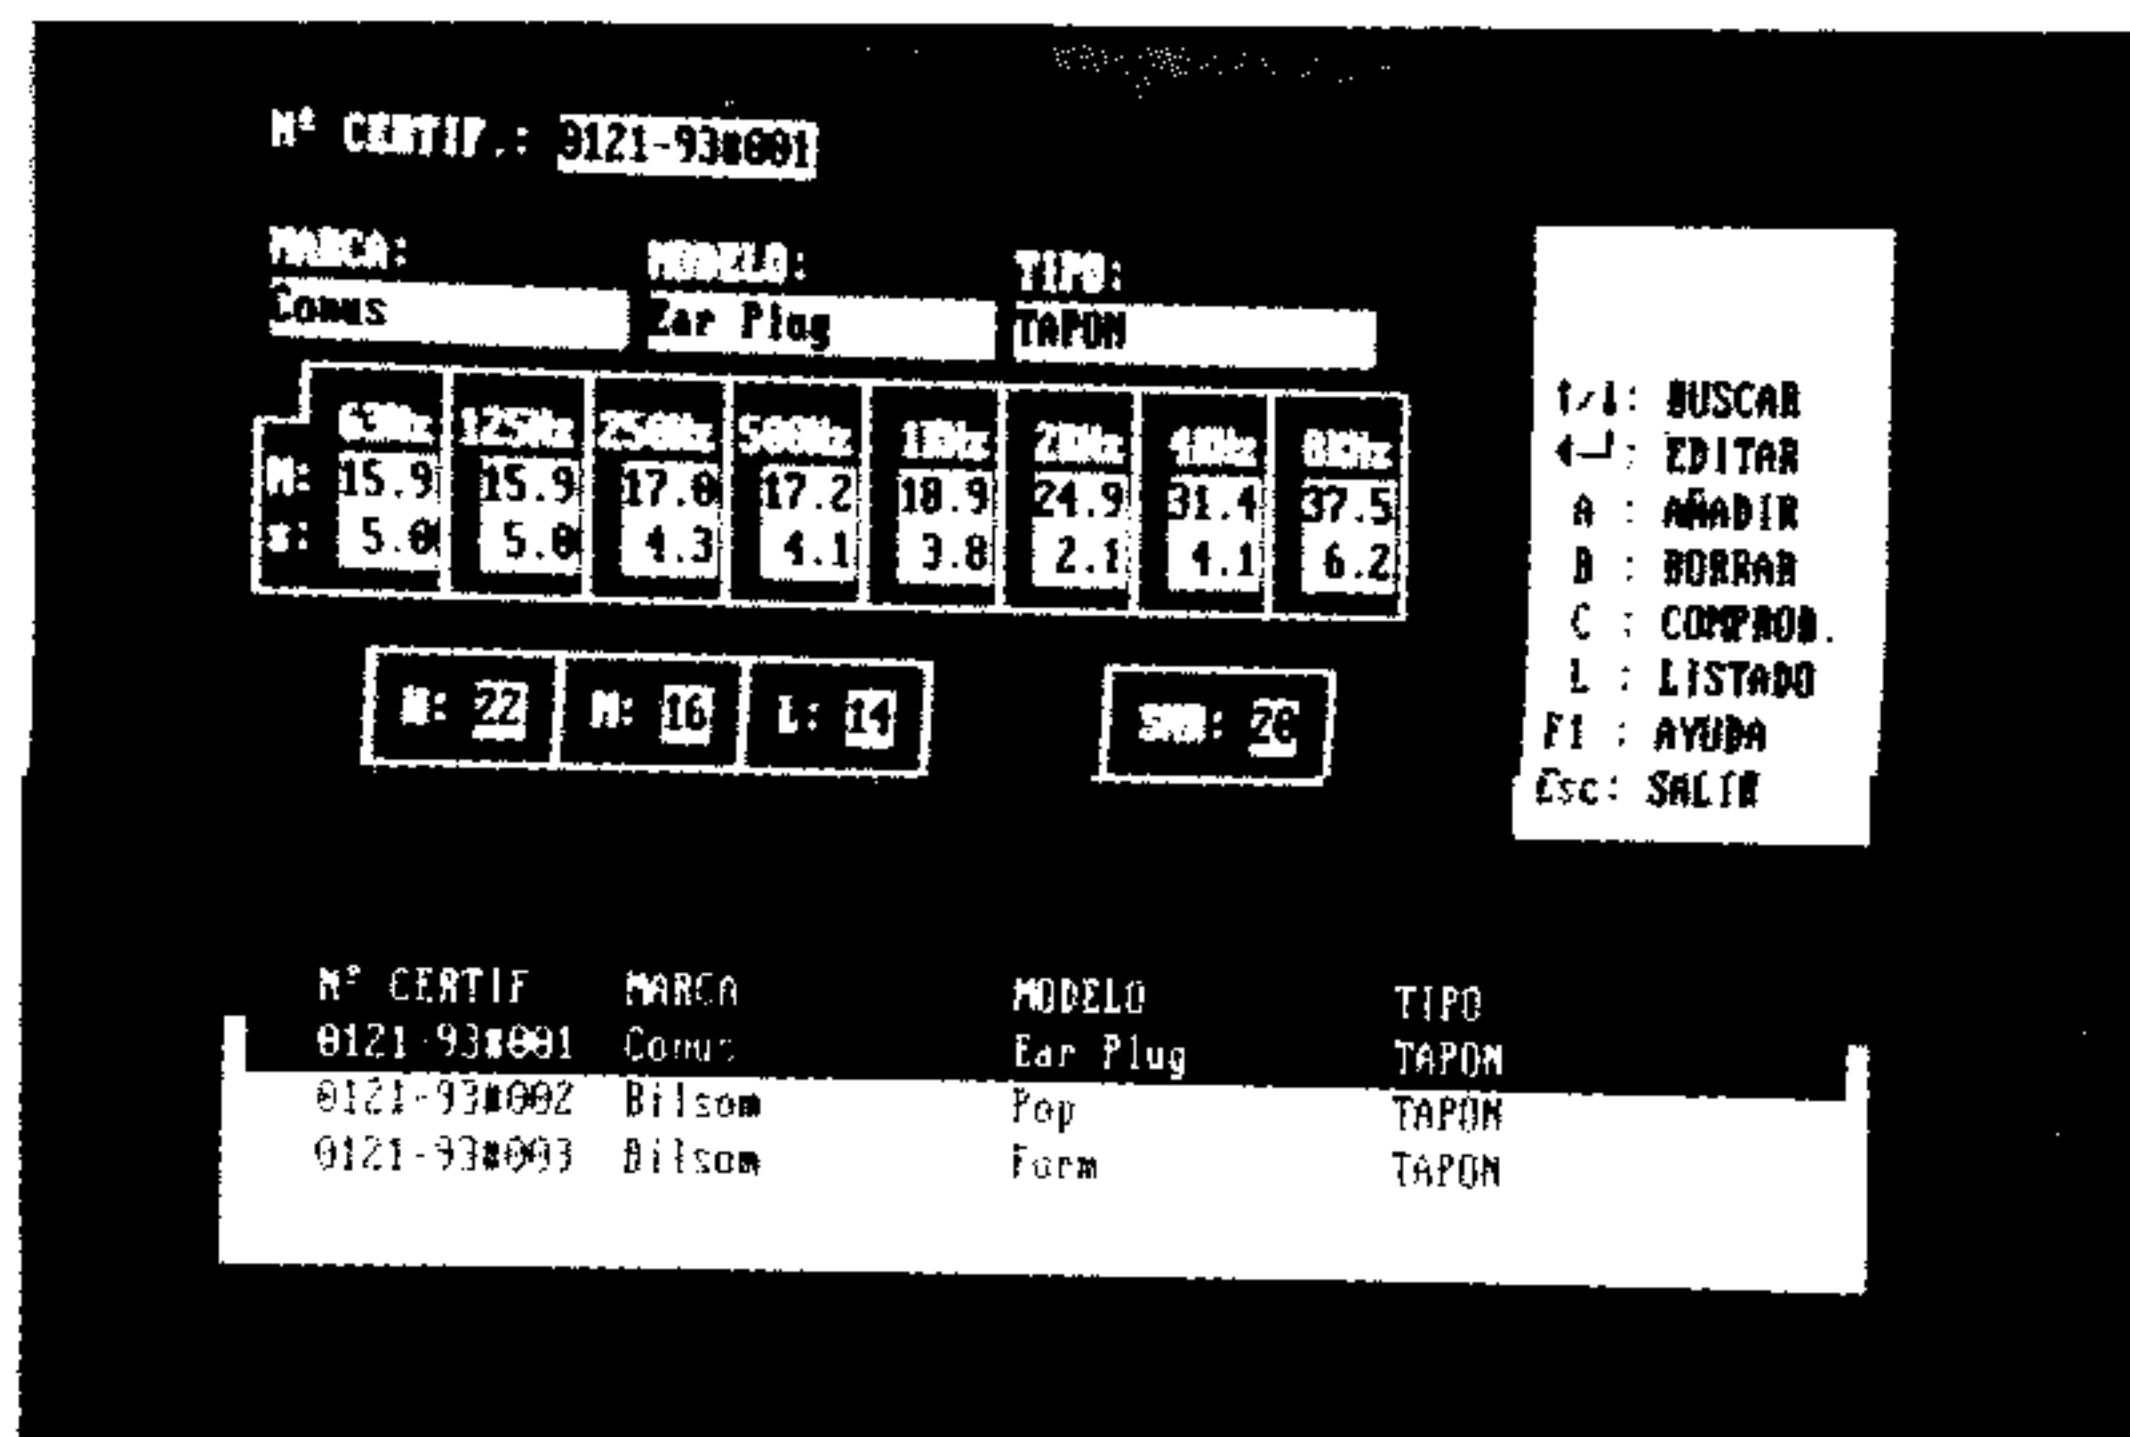 Nº CERTIF.: 0121-93#001
MARCA: MODELO: TIPO:
Comus Ear Plug TAPON
63Hz 125Hz 250Hz 500Hz 1KHz 2KHz 4KHz 8KHz
M: 15.9 15.9 17.0 17.2 18.9 24.9 31.4 37.5
s: 5.0 5.0 4.3 4.1 3.8 2.1 4.1 6.2
H: 22 M: 16 L: 14 SNR: 20
↑/↓: BUSCAR
◄─┘: EDITAR
A : AÑADIR
B : BORRAR
C : COMPROB.
L : LISTADO
F1 : AYUDA
Esc: SALIR
Nº CERTIF MARCA MODELO TIPO
0121-93#001 Comus Ear Plug TAPON
0121-93#002 Bilsom Pop TAPON
0121-93#003 Bilsom Form TAPON